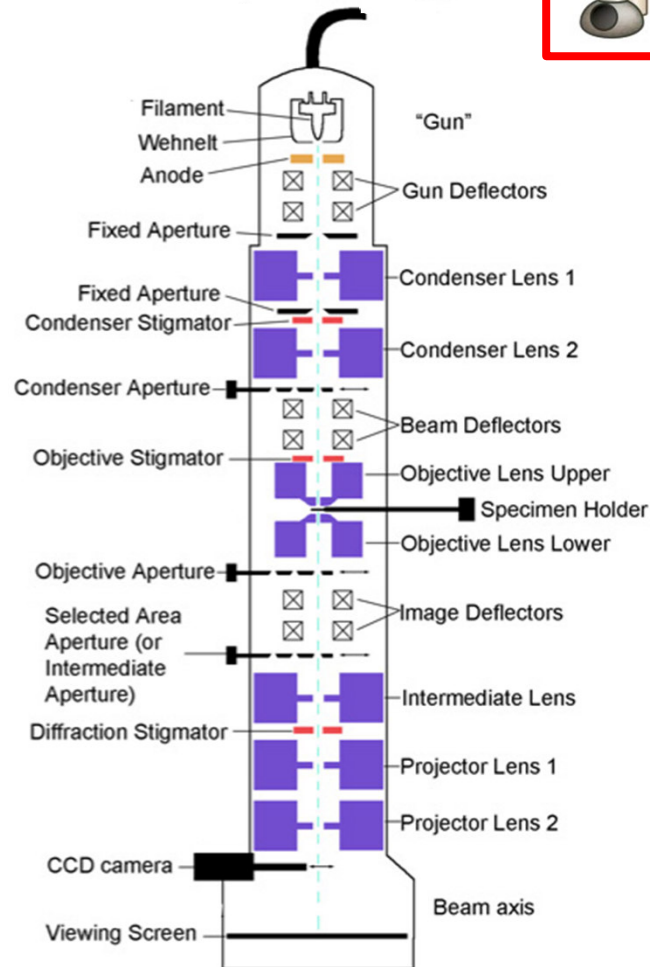 Filament
"Gun"
Wehnelt
Anode
Gun Deflectors
Fixed Aperture
Condenser Lens 1
Fixed Aperture
Condenser Stigmator
Condenser Lens 2
Condenser Aperture
Beam Deflectors
Objective Stigmator
Objective Lens Upper
Specimen Holder
Objective Lens Lower
Objective Aperture
Image Deflectors
Selected Area
Aperture (or
Intermediate
Aperture)
Intermediate Lens
Diffraction Stigmator
Projector Lens 1
Projector Lens 2
CCD camera
Beam axis
Viewing Screen